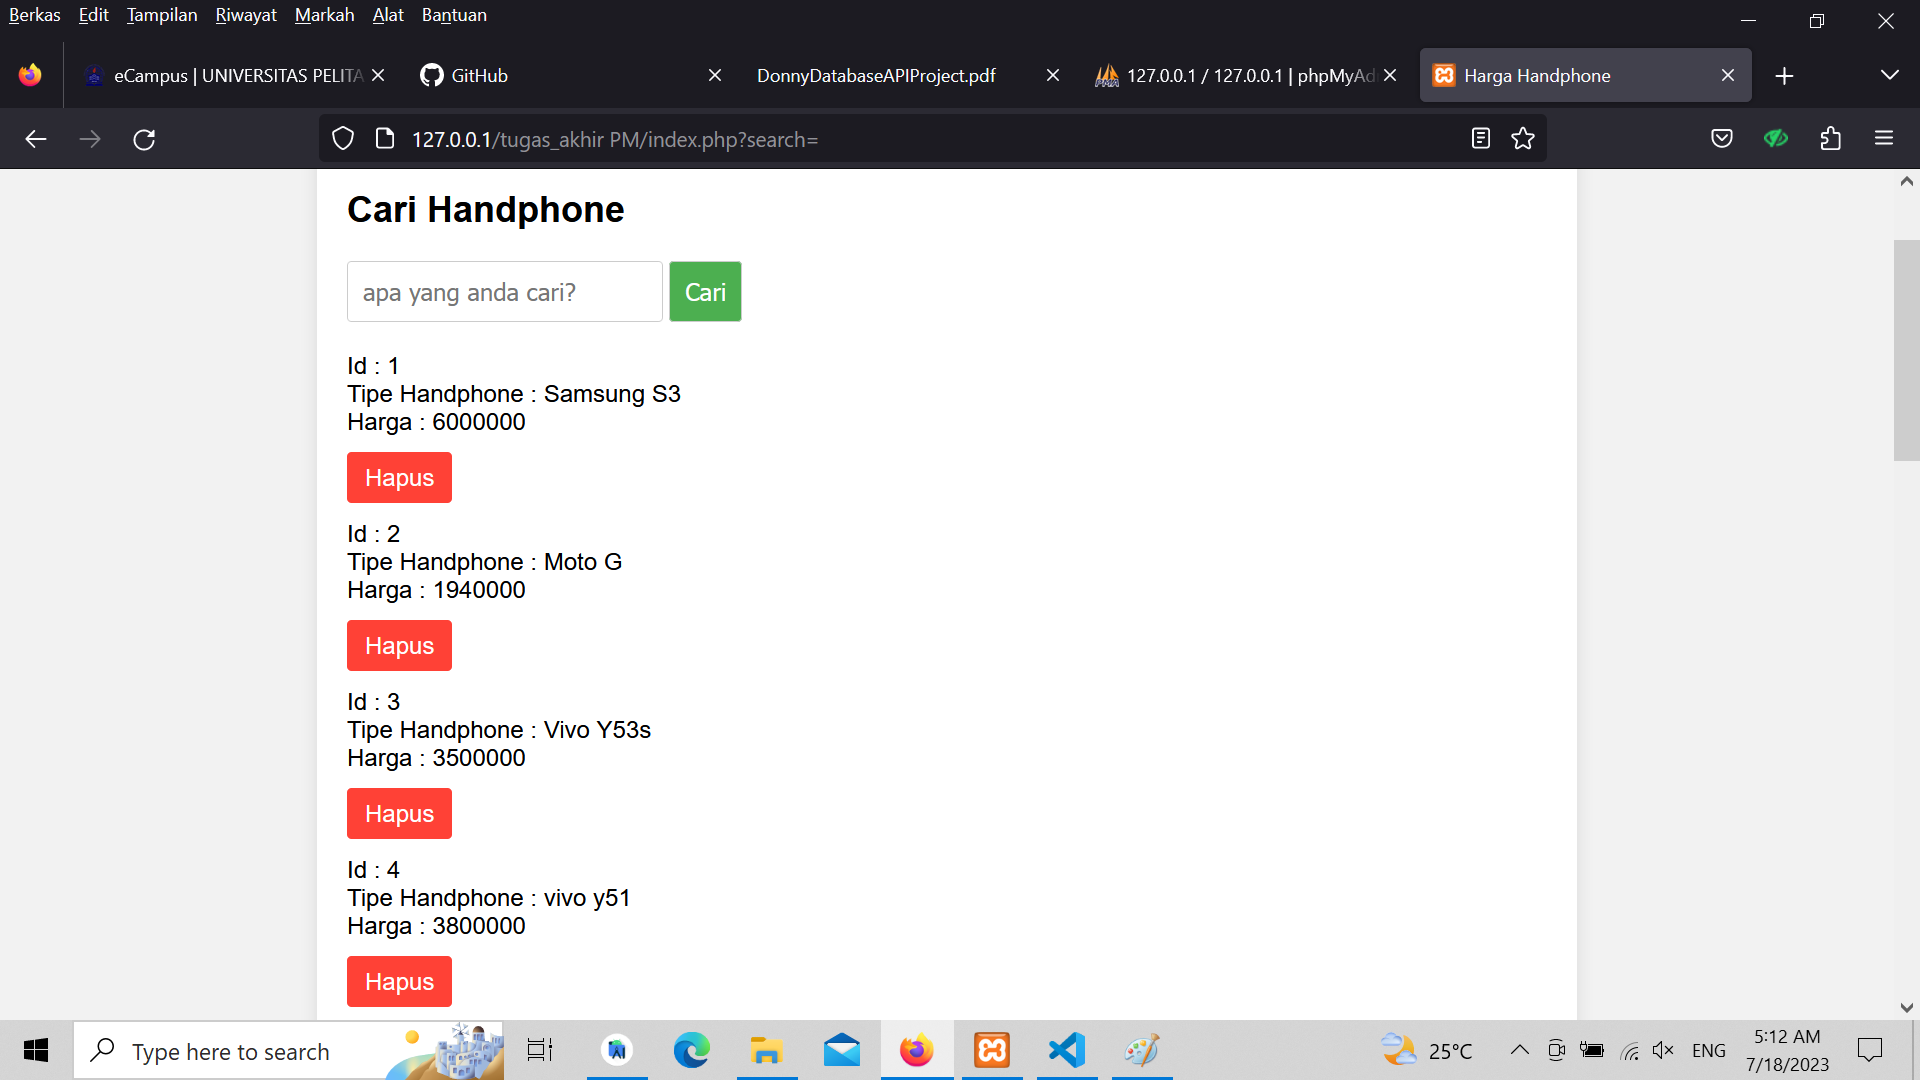 Berkas Edit Tampilan Riwayat Markah Alat Bantuan
eCampus | UNIVERSITAS PELITA GitHub DonnyDatabaseAPIProject.pdf 127.0.0.1 / 127.0.0.1 | phpMyAd Harga Handphone
127.0.0.1/tugas_akhir PM/index.php?search=
Cari Handphone
apa yang anda cari? Cari
Id : 1
Tipe Handphone : Samsung S3
Harga : 6000000
Hapus
Id : 2
Tipe Handphone : Moto G
Harga : 1940000
Hapus
Id : 3
Tipe Handphone : Vivo Y53s
Harga : 3500000
Hapus
Id : 4
Tipe Handphone : vivo y51
Harga : 3800000
Hapus
Type here to search 25°C ENG 5:12 AM
7/18/2023